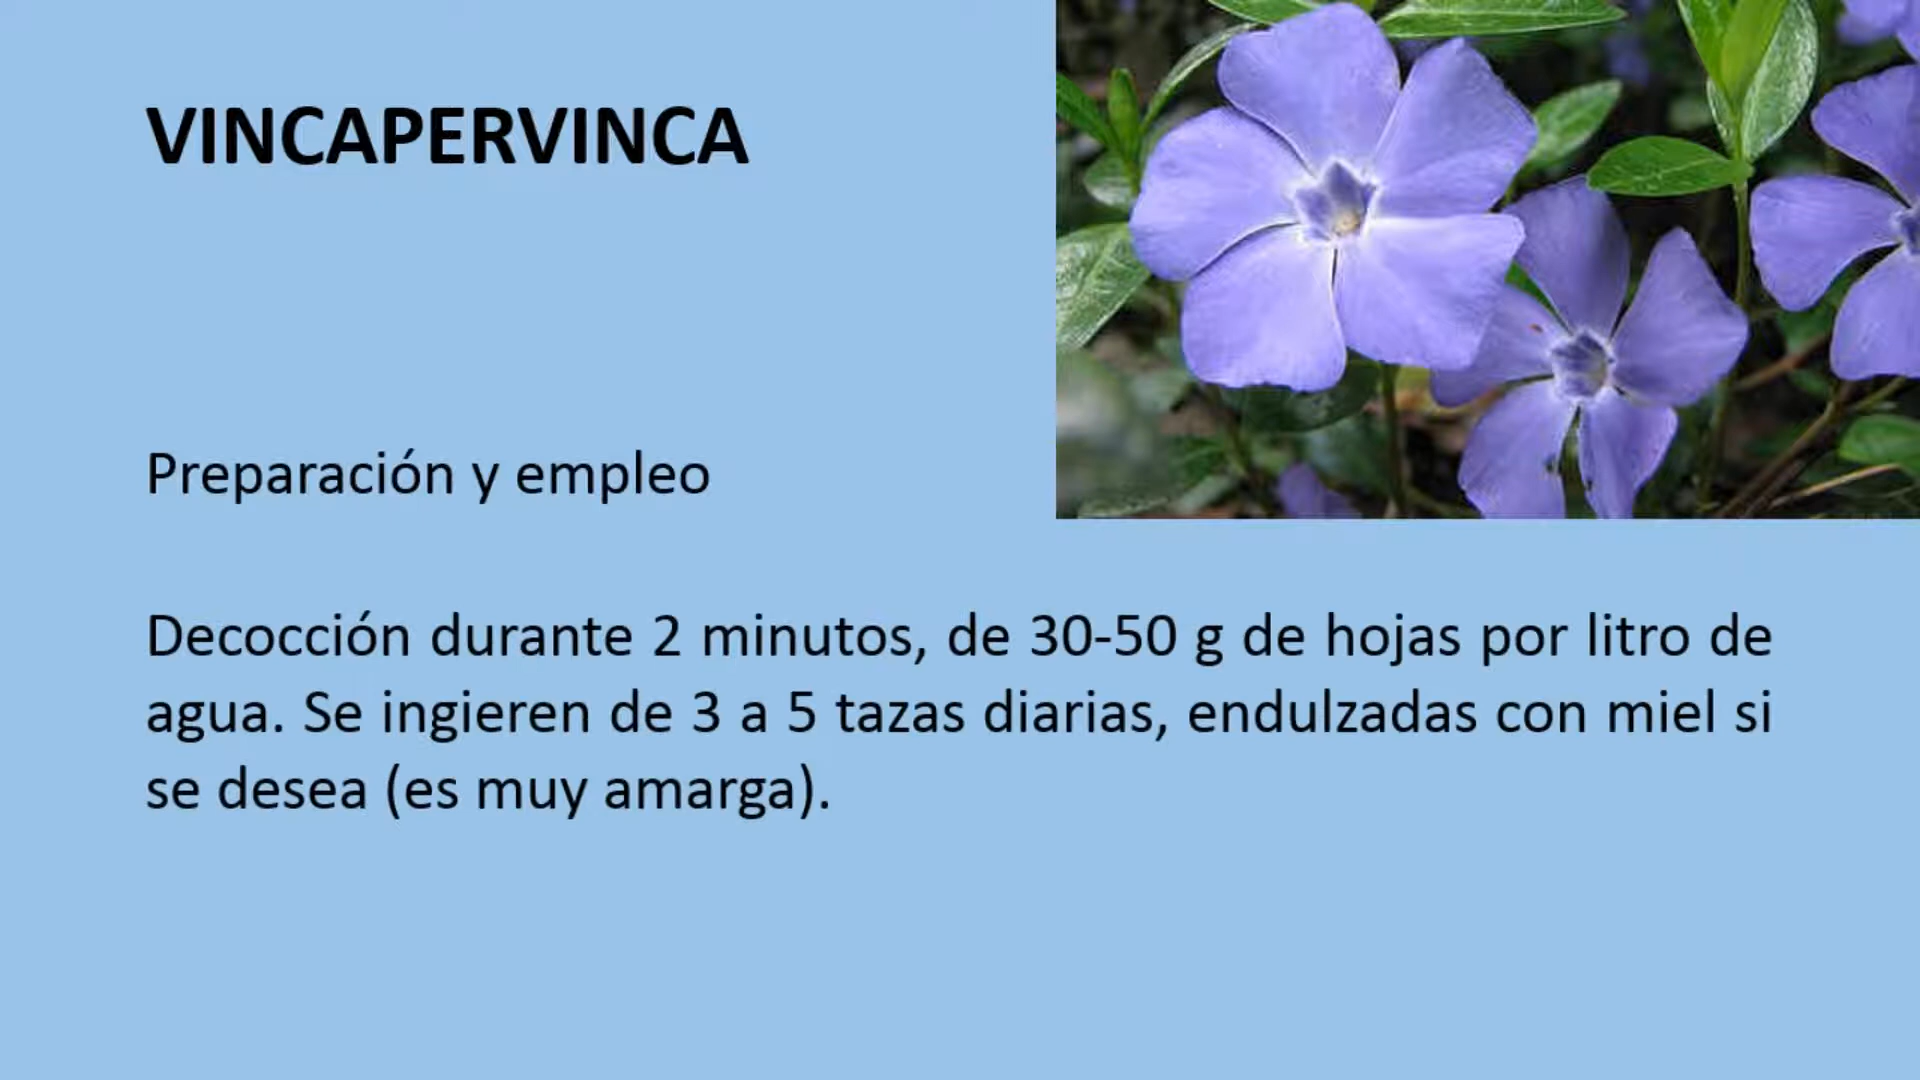 VINCAPERVINCA
Preparación y empleo
Decocción durante 2 minutos, de 30-50 g de hojas por litro de
agua. Se ingieren de 3 a 5 tazas diarias, endulzadas con miel si
se desea (es muy amarga).